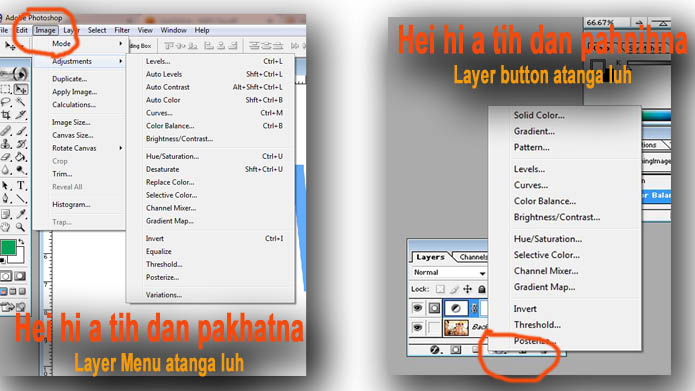 Adobe Photoshop
File Edit Image Layer Select Filter View Window Help
Mode
Adjustments
Duplicate...
Apply Image...
Calculations...
Image Size...
Canvas Size...
Rotate Canvas
Crop
Trim...
Reveal All
Histogram...
Trap...
Levels... Ctrl+L
Auto Levels Shft+Ctrl+L
Auto Contrast Alt+Shft+Ctrl+L
Auto Color Shft+Ctrl+B
Curves... Ctrl+M
Color Balance... Ctrl+B
Brightness/Contrast...
Hue/Saturation... Ctrl+U
Desaturate Shft+Ctrl+U
Replace Color...
Selective Color...
Channel Mixer...
Gradient Map...
Invert Ctrl+I
Equalize
Threshold...
Posterize...
Variations...
Hei hi a tih dan pakhatna
Layer Menu atanga luh
66.67%
Hei hi a tih dan pahnihna
Layer button atanga luh
Solid Color...
Gradient...
Pattern...
Levels...
Curves...
Color Balance...
Brightness/Contrast...
Hue/Saturation...
Selective Color...
Channel Mixer...
Gradient Map...
Invert
Threshold...
Posterize...
Layers Channels
Normal
Lock: